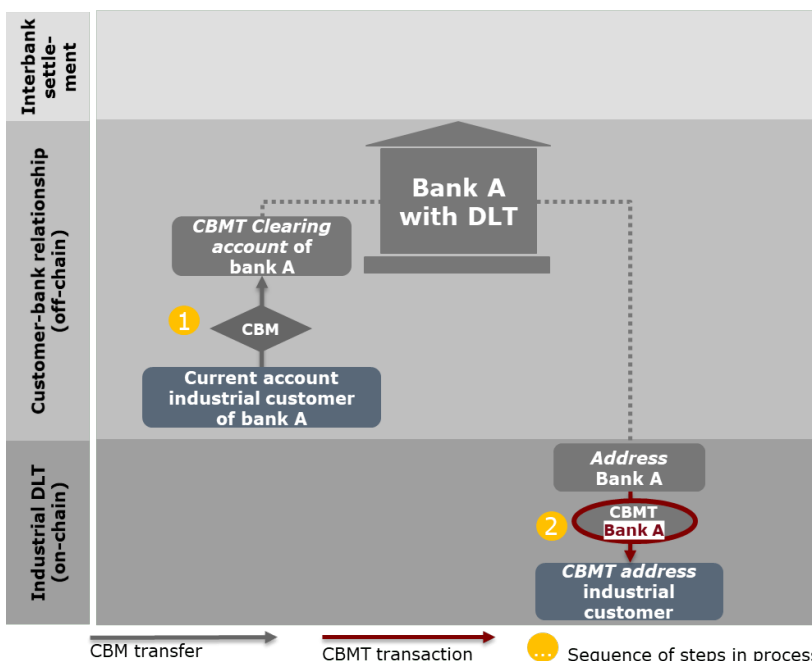 Interbank
settle-
ment
Customer-bank relationship
(off-chain)
Industrial DLT
(on-chain)
Bank A
with DLT
CBMT Clearing
account of
bank A
1
CBM
Current account
industrial customer
of bank A
Address
Bank A
2
CBMT
Bank A
CBMT address
industrial
customer
CBM transfer
CBMT transaction
... Sequence of steps in process